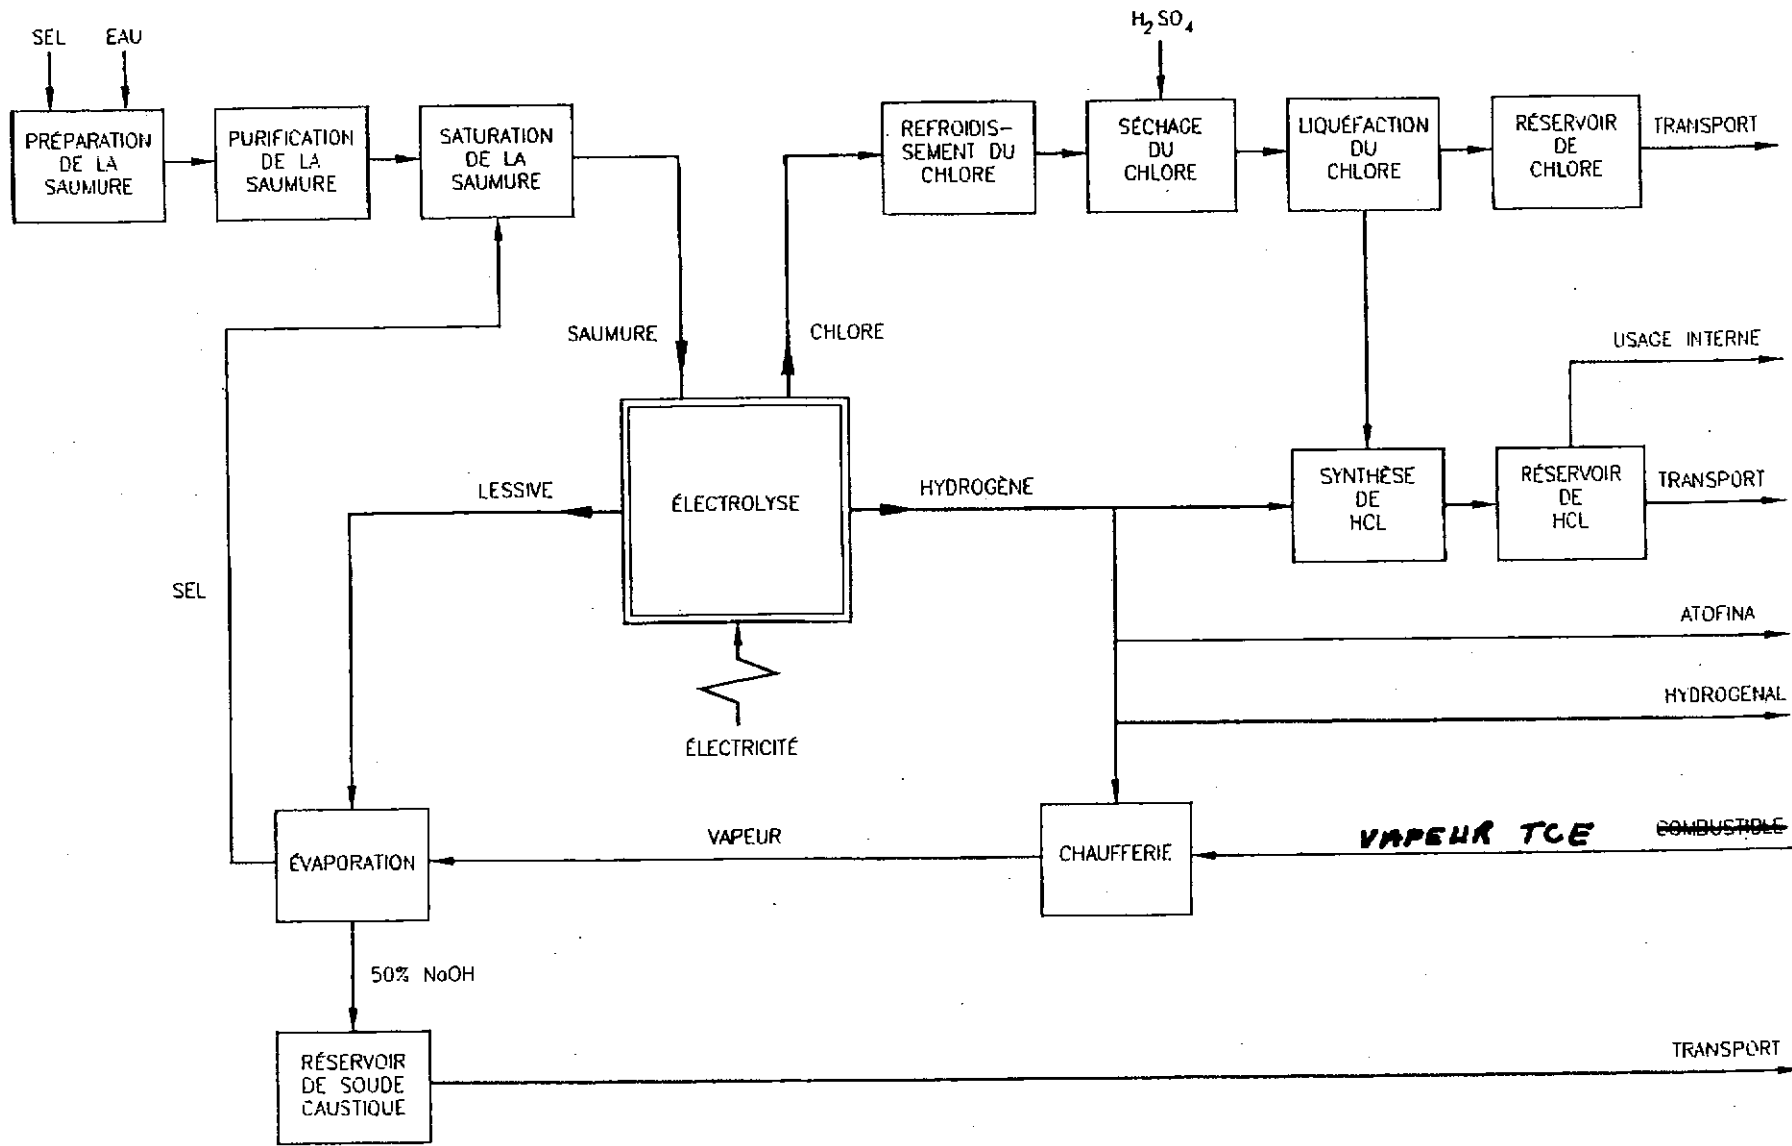 SEL
EAU
H2SO4
PRÉPARATION
DE LA
SAUMURE
PURIFICATION
DE LA
SAUMURE
SATURATION
DE LA
SAUMURE
REFROIDIS-
SEMENT DU
CHLORE
SÉCHAGE
DU
CHLORE
LIQUÉFACTION
DU
CHLORE
RÉSERVOIR
DE
CHLORE
TRANSPORT
SAUMURE
CHLORE
USAGE INTERNE
LESSIVE
ÉLECTROLYSE
HYDROGÈNE
SYNTHÈSE
DE
HCL
RÉSERVOIR
DE
HCL
TRANSPORT
SEL
ATOFINA
HYDROGENAL
ÉLECTRICITÉ
ÉVAPORATION
VAPEUR
CHAUFFERIE
VAPEUR TCE
COMBUSTIBLE
50% NaOH
RÉSERVOIR
DE SOUDE
CAUSTIQUE
TRANSPORT